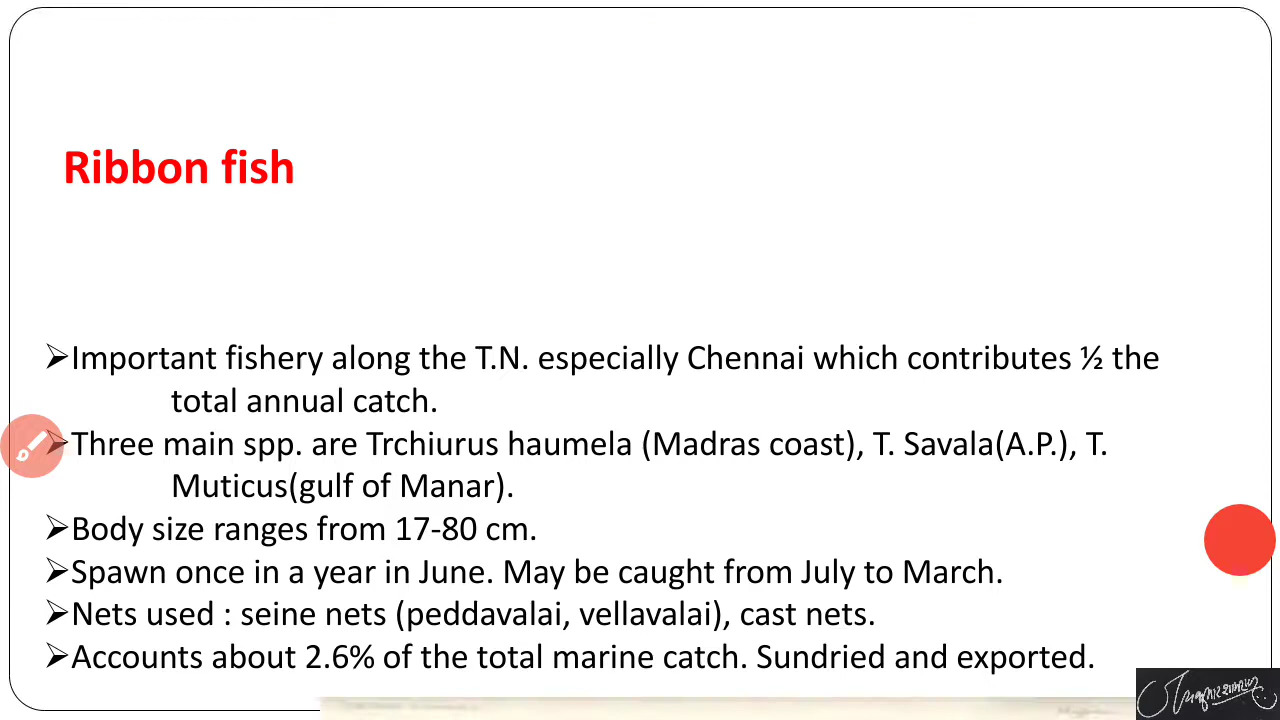 Ribbon fish
➢Important fishery along the T.N. especially Chennai which contributes ½ the
total annual catch.
➢Three main spp. are Trchiurus haumela (Madras coast), T. Savala(A.P.), T.
Muticus(gulf of Manar).
➢Body size ranges from 17-80 cm.
➢Spawn once in a year in June. May be caught from July to March.
➢Nets used : seine nets (peddavalai, vellavalai), cast nets.
➢Accounts about 2.6% of the total marine catch. Sundried and exported.